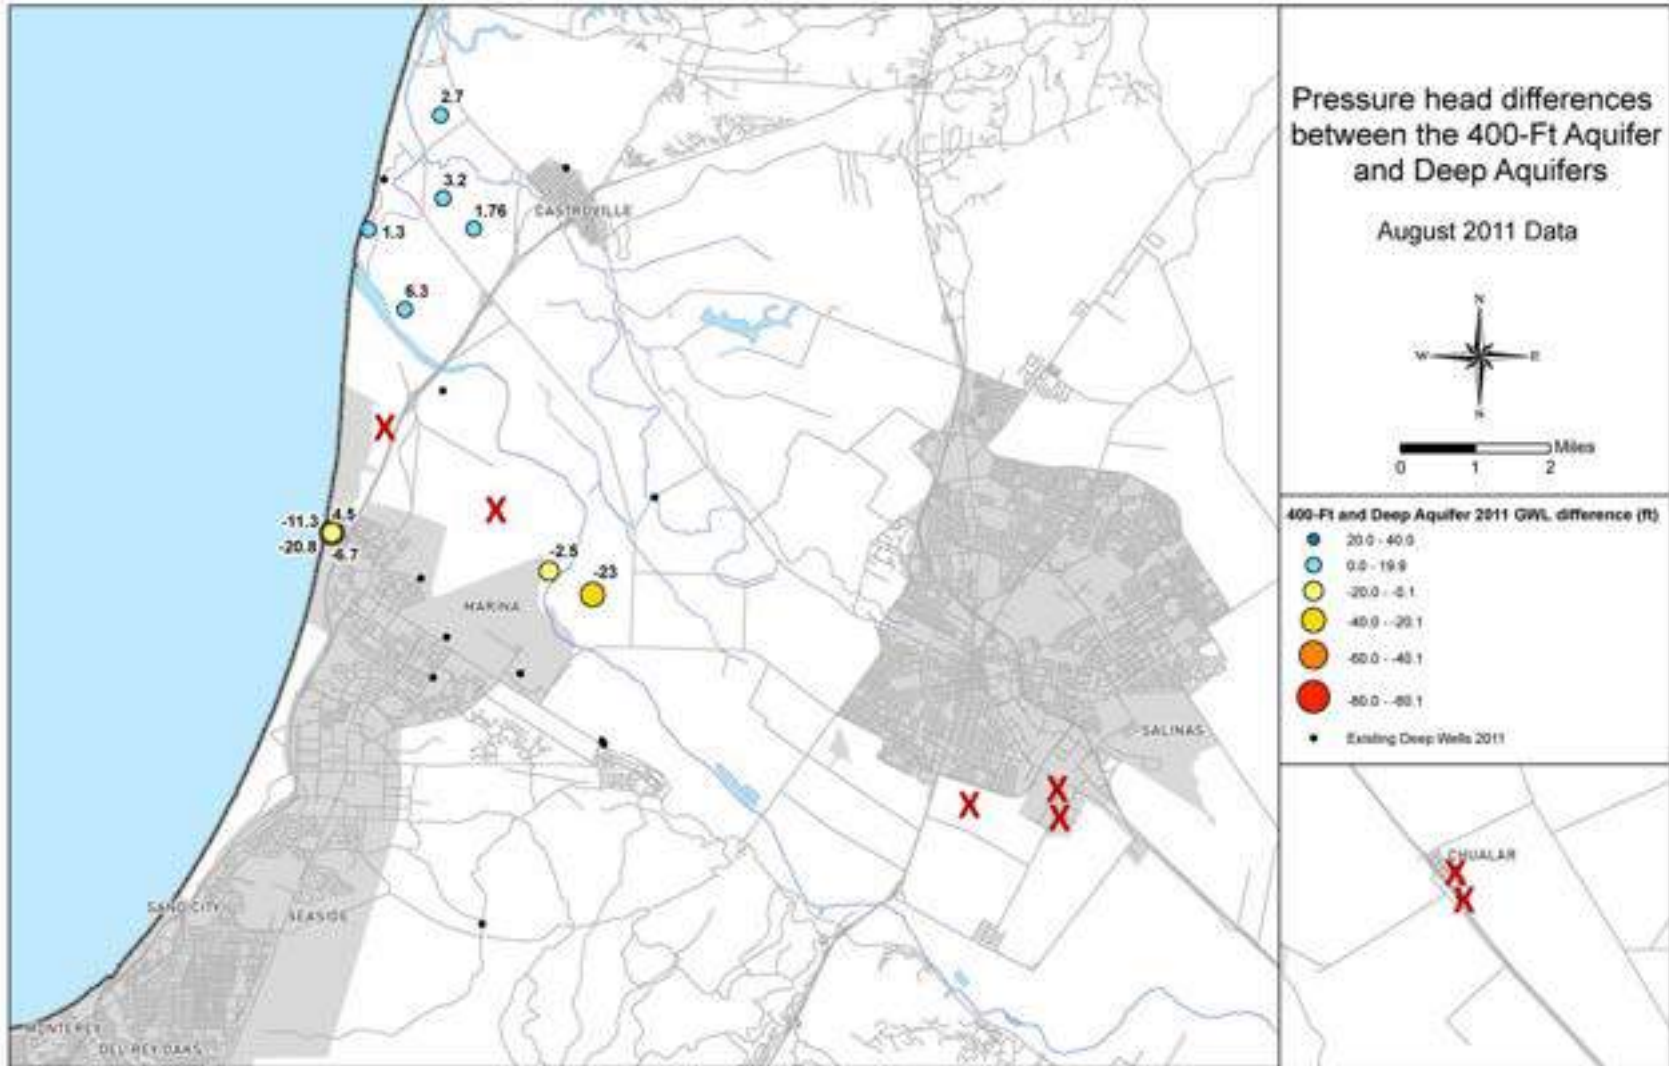 Pressure head differences
between the 400-Ft Aquifer
and Deep Aquifers
August 2011 Data
N
W
E
S
Miles
0 1 2
400-Ft and Deep Aquifer 2011 GWL difference (ft)
20.0 - 40.0
0.0 - 19.9
-20.0 - -0.1
-40.0 - -20.1
-60.0 - -40.1
-80.0 - -60.1
Existing Deep Wells 2011
2.7
3.2
1.76
1.3
CASTROVILLE
X
X
-11.3 4.5
-20.8 -6.7
-2.5
-23
MARINA
SALINAS
X
X
X
CHUALAR
X
X
SAND CITY
SEASIDE
MONTEREY
DEL REY OAKS